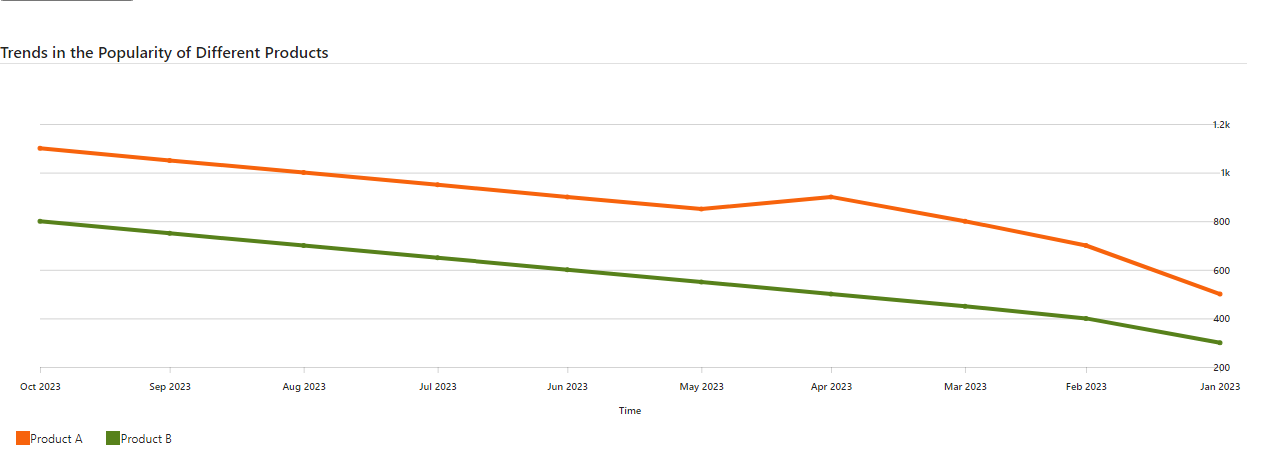 Trends in the Popularity of Different Products
1.2k
1k
800
600
400
200
Oct 2023 Sep 2023 Aug 2023 Jul 2023 Jun 2023 May 2023 Apr 2023 Mar 2023 Feb 2023 Jan 2023
Time
Product A Product B